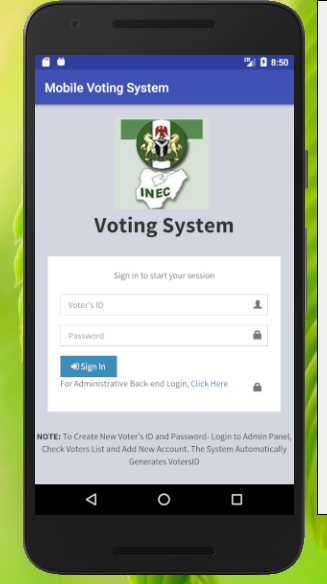 8:50
Mobile Voting System
INEC
Voting System
Sign in to start your session
Voter's ID
Password
Sign In
For Administrative Back-end Login, Click Here
NOTE: To Create New Voter's ID and Password- Login to Admin Panel,
Check Voters List and Add New Account. The System Automatically
Generates VotersID